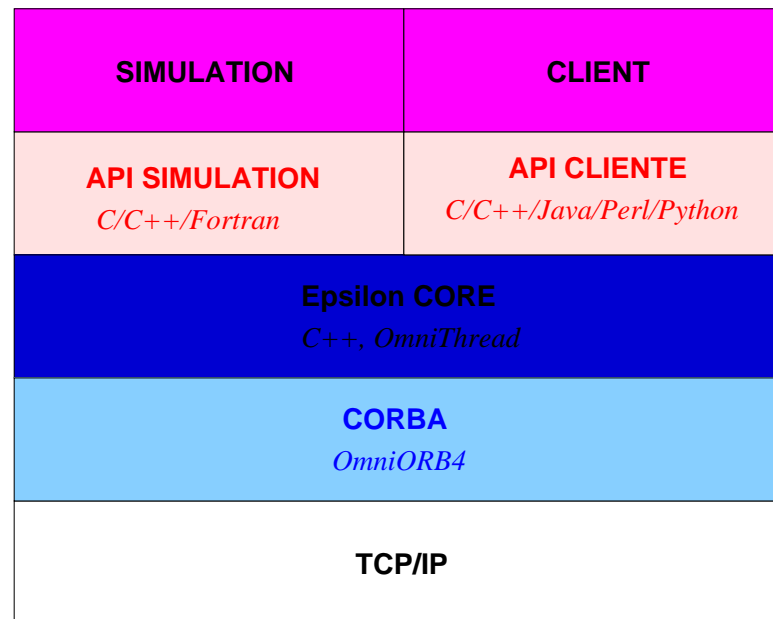 SIMULATION
CLIENT
API SIMULATION
C/C++/Fortran
API CLIENTE
C/C++/Java/Perl/Python
Epsilon CORE
C++, OmniThread
CORBA
OmniORB4
TCP/IP